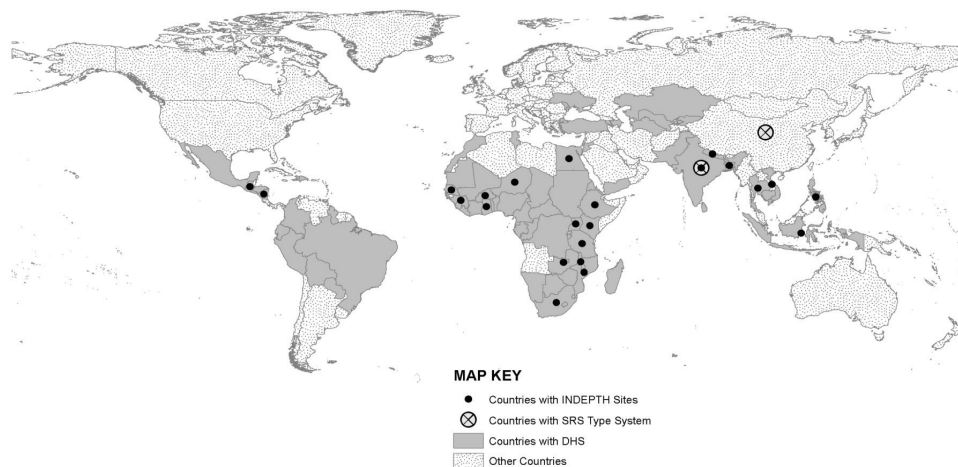 MAP KEY
Countries with INDEPTH Sites
Countries with SRS Type System
Countries with DHS
Other Countries